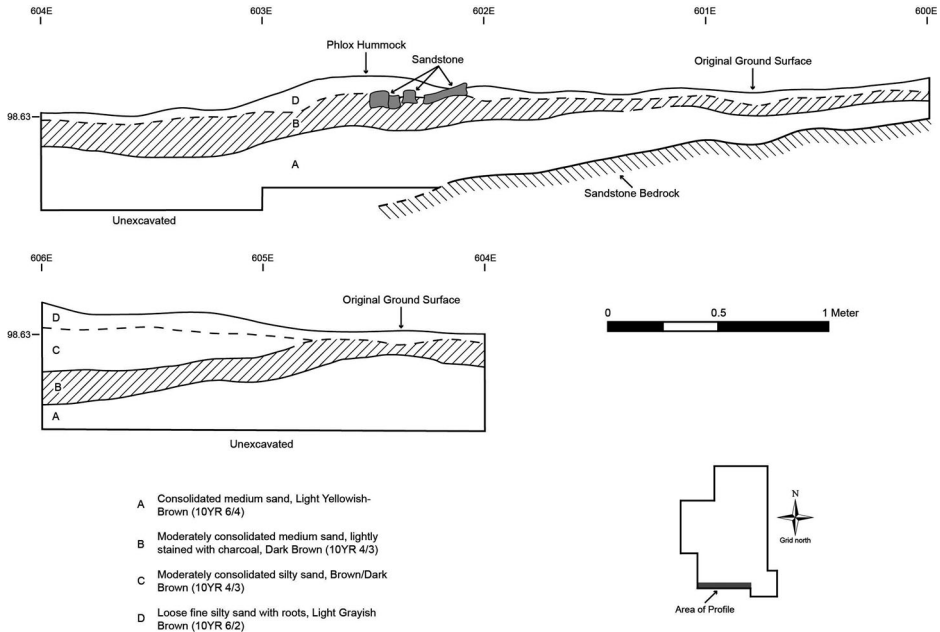 604E 603E 602E 601E 600E
Phlox Hummock
Sandstone
Original Ground Surface
D
98.63
B
A
Sandstone Bedrock
Unexcavated
606E 605E 604E
Original Ground Surface
0 0.5 1 Meter
D
98.63
C
B
A
Unexcavated
A Consolidated medium sand, Light Yellowish-
Brown (10YR 6/4)
B Moderately consolidated medium sand, lightly
stained with charcoal, Dark Brown (10YR 4/3)
C Moderately consolidated silty sand, Brown/Dark
Brown (10YR 4/3)
D Loose fine silty sand with roots, Light Grayish
Brown (10YR 6/2)
N
Grid north
Area of Profile